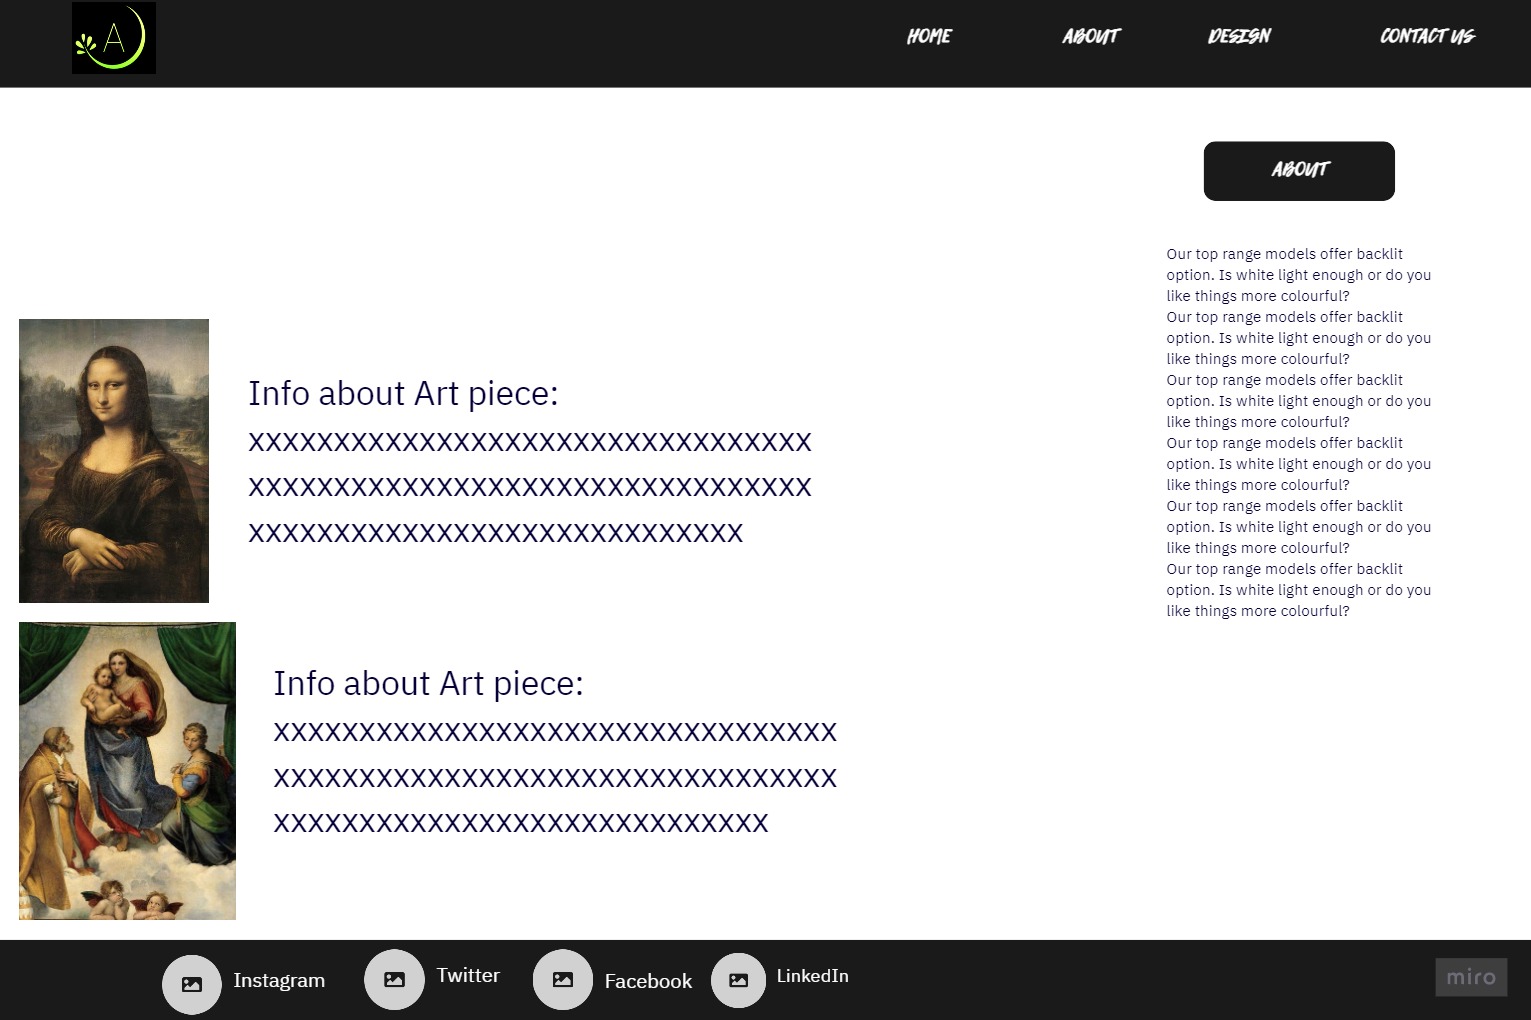 A
HOME ABOUT DESIGN CONTACT US
ABOUT
Our top range models offer backlit
option. Is white light enough or do you
like things more colourful?
Our top range models offer backlit
option. Is white light enough or do you
like things more colourful?
Our top range models offer backlit
option. Is white light enough or do you
like things more colourful?
Our top range models offer backlit
option. Is white light enough or do you
like things more colourful?
Our top range models offer backlit
option. Is white light enough or do you
like things more colourful?
Our top range models offer backlit
option. Is white light enough or do you
like things more colourful?
Info about Art piece:
XXXXXXXXXXXXXXXXXXXXXXXXXXXXXXXXX
XXXXXXXXXXXXXXXXXXXXXXXXXXXXXXXXX
XXXXXXXXXXXXXXXXXXXXXXXXXXXXX
Info about Art piece:
XXXXXXXXXXXXXXXXXXXXXXXXXXXXXXXXX
XXXXXXXXXXXXXXXXXXXXXXXXXXXXXXXXX
XXXXXXXXXXXXXXXXXXXXXXXXXXXXX
Instagram Twitter Facebook LinkedIn
miro